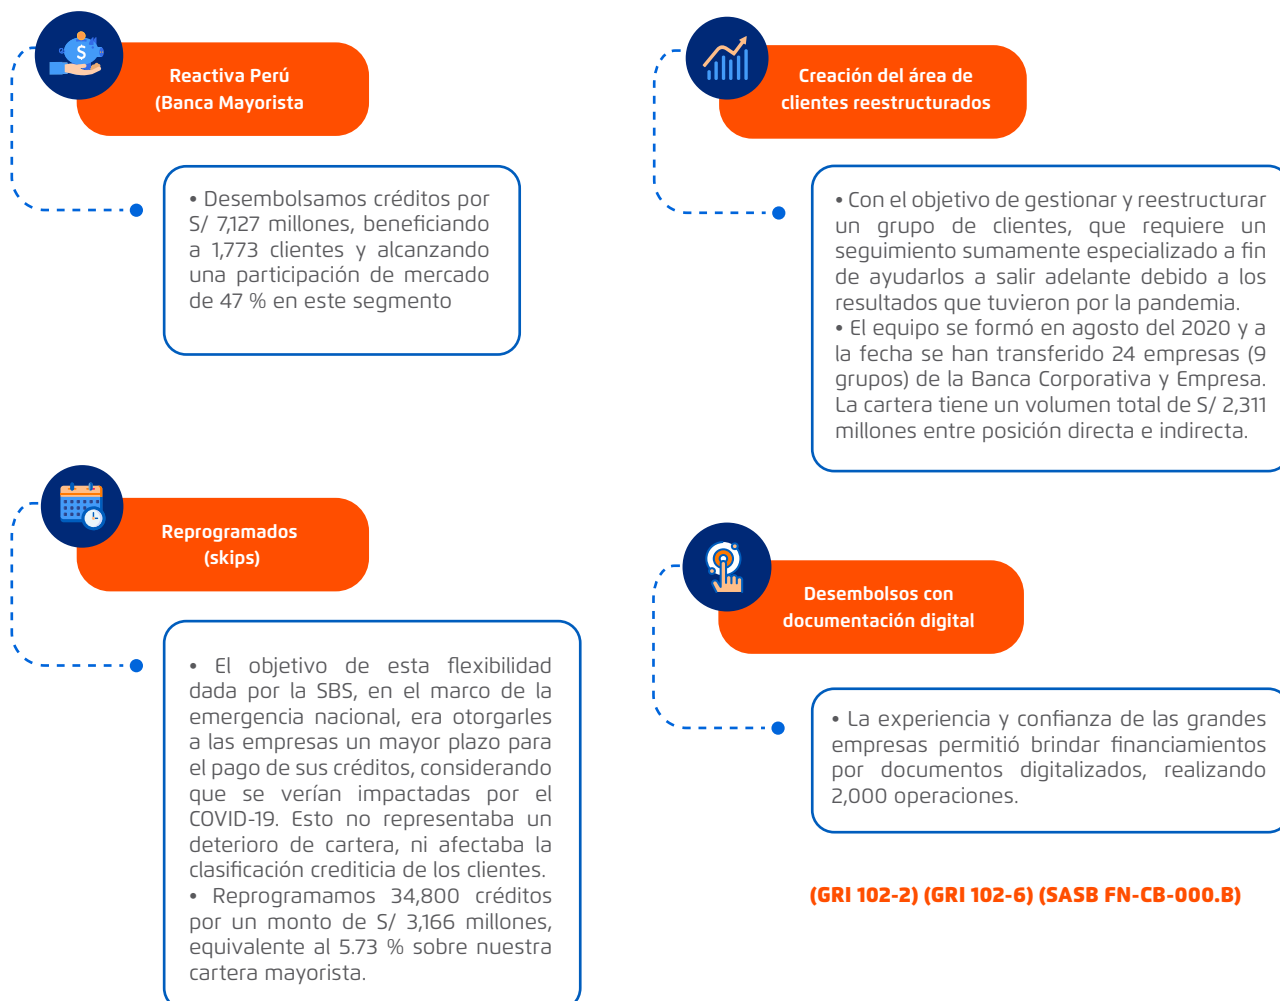 Reactiva Perú
(Banca Mayorista
• Desembolsamos créditos por
S/ 7,127 millones, beneficiando
a 1,773 clientes y alcanzando
una participación de mercado
de 47 % en este segmento
Reprogramados
(skips)
• El objetivo de esta flexibilidad
dada por la SBS, en el marco de la
emergencia nacional, era otorgarles
a las empresas un mayor plazo para
el pago de sus créditos, considerando
que se verían impactadas por el
COVID-19. Esto no representaba un
deterioro de cartera, ni afectaba la
clasificación crediticia de los clientes.
• Reprogramamos 34,800 créditos
por un monto de S/ 3,166 millones,
equivalente al 5.73 % sobre nuestra
cartera mayorista.
Creación del área de
clientes reestructurados
• Con el objetivo de gestionar y reestructurar
un grupo de clientes, que requiere un
seguimiento sumamente especializado a fin
de ayudarlos a salir adelante debido a los
resultados que tuvieron por la pandemia.
• El equipo se formó en agosto del 2020 y a
la fecha se han transferido 24 empresas (9
grupos) de la Banca Corporativa y Empresa.
La cartera tiene un volumen total de S/ 2,311
millones entre posición directa e indirecta.
Desembolsos con
documentación digital
• La experiencia y confianza de las grandes
empresas permitió brindar financiamientos
por documentos digitalizados, realizando
2,000 operaciones.
(GRI 102-2) (GRI 102-6) (SASB FN-CB-000.B)